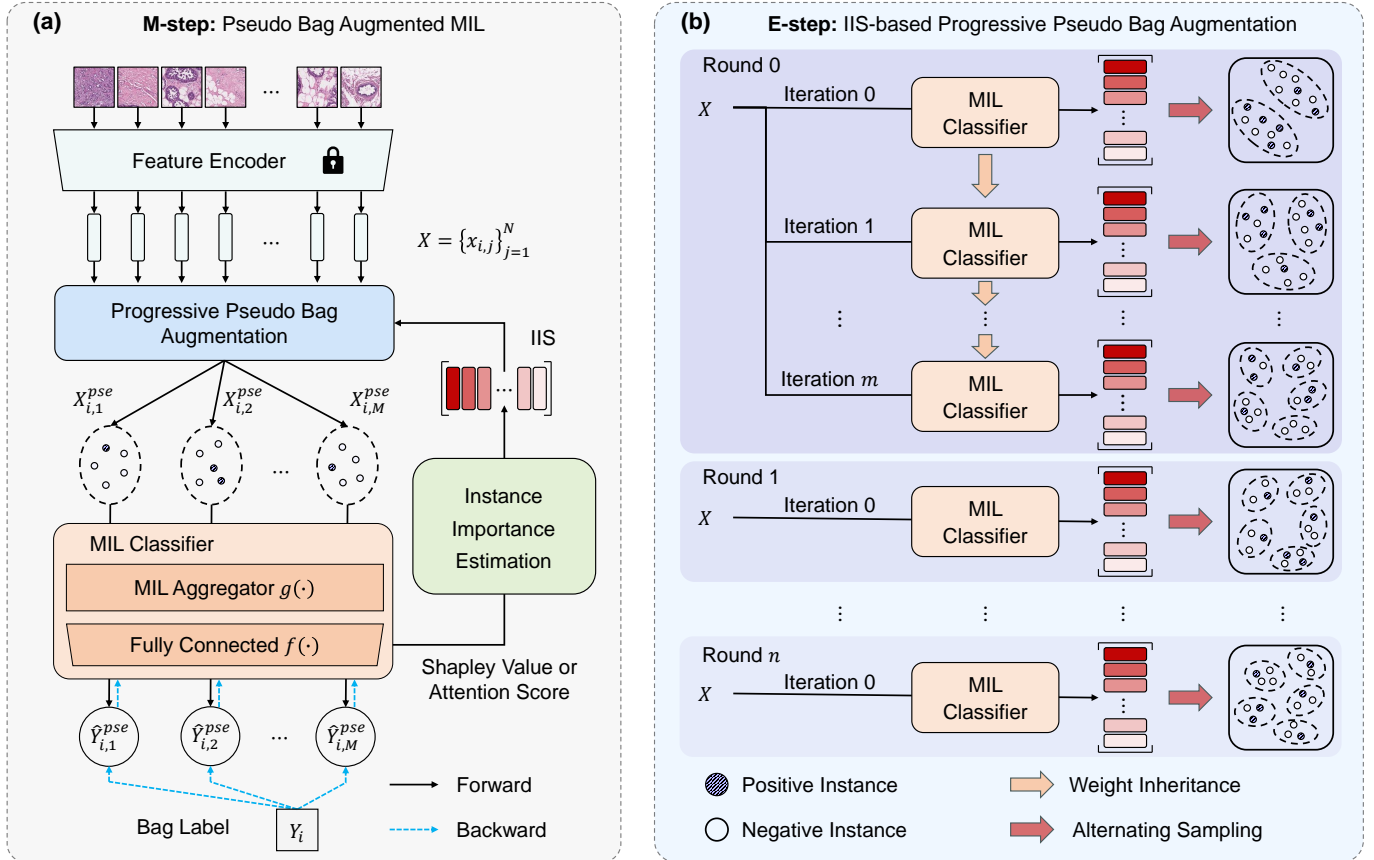 (a) M-step: Pseudo Bag Augmented MIL
...
Feature Encoder
...
X = {x_{i,j}}_{j=1}^{N}
Progressive Pseudo Bag
Augmentation
IIS
...
X_{i,1}^{pse} X_{i,2}^{pse} X_{i,M}^{pse}
...
Instance
Importance
Estimation
MIL Classifier
MIL Aggregator g(·)
Fully Connected f(·)
Shapley Value or
Attention Score
Ŷ_{i,1}^{pse} Ŷ_{i,2}^{pse} ... Ŷ_{i,M}^{pse}
Forward
Bag Label Y_i Backward
(b) E-step: IIS-based Progressive Pseudo Bag Augmentation
Round 0
X Iteration 0 MIL
Classifier
⋮
Iteration 1 MIL
Classifier
⋮
⋮ ⋮ ⋮ ⋮
Iteration m MIL
Classifier
⋮
Round 1
X Iteration 0 MIL
Classifier
⋮
⋮ ⋮ ⋮ ⋮
Round n
X Iteration 0 MIL
Classifier
⋮
Positive Instance Weight Inheritance
Negative Instance Alternating Sampling